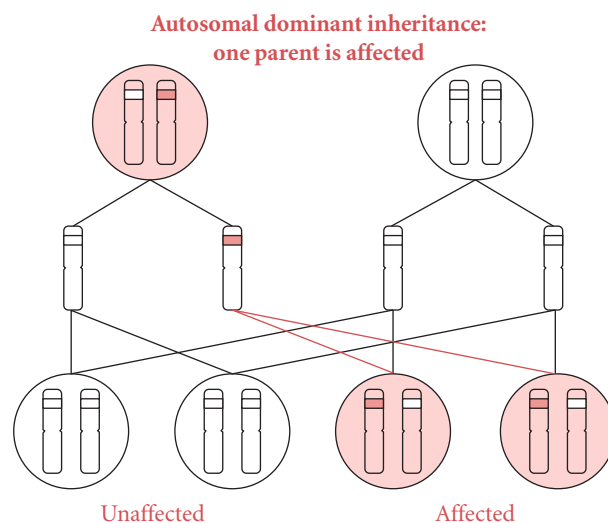 Autosomal dominant inheritance:
one parent is affected
Unaffected
Affected